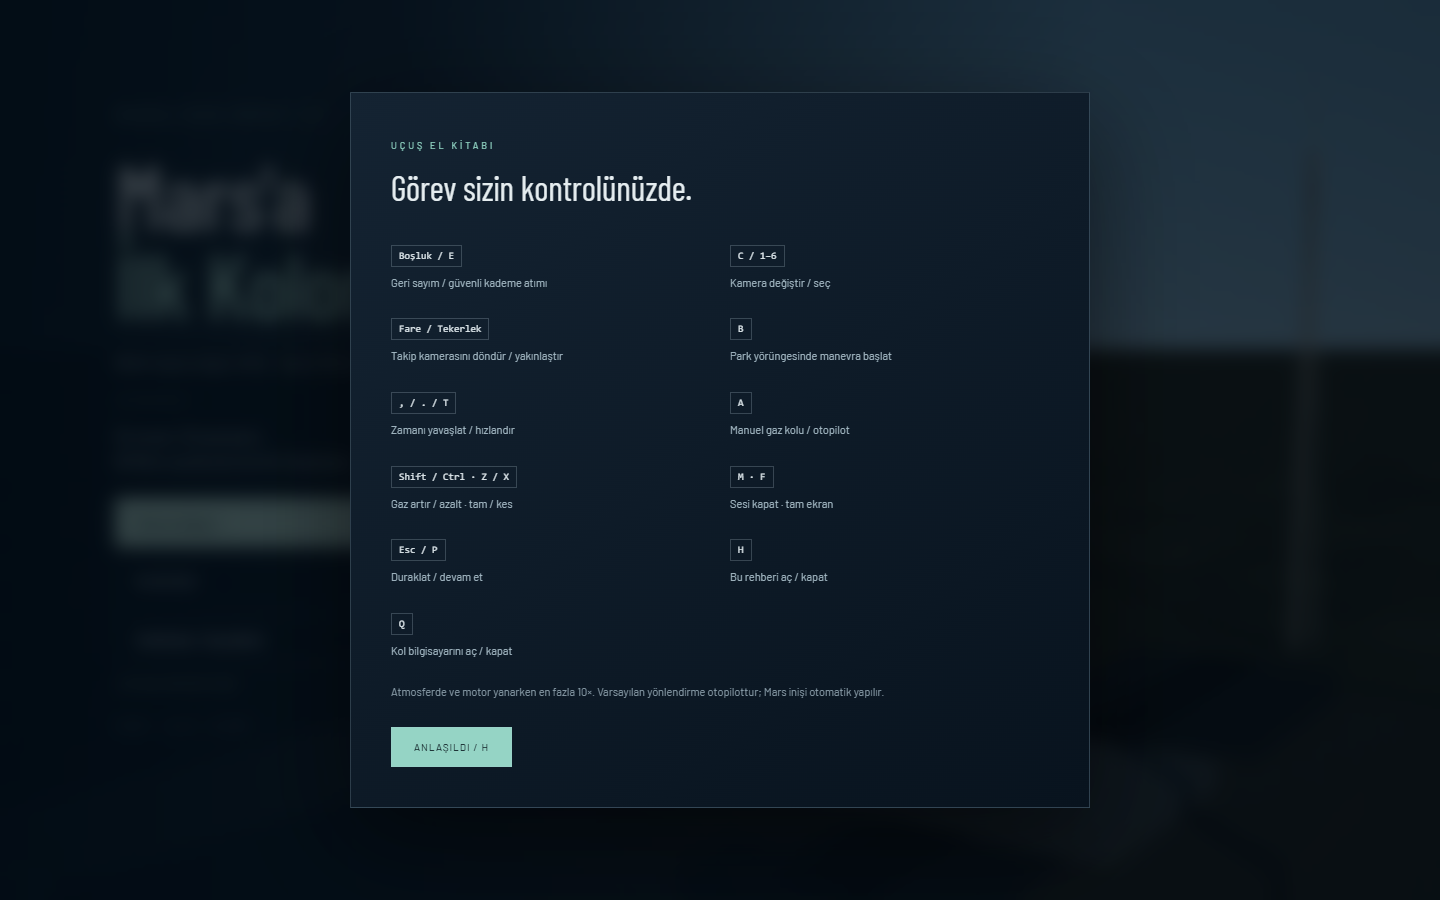 UÇUŞ EL KİTABI
Görev sizin kontrolünüzde.
Boşluk / E
Geri sayım / güvenli kademe atımı
C / 1–6
Kamera değiştir / seç
Fare / Tekerlek
Takip kamerasını döndür / yakınlaştır
B
Park yörüngesinde manevra başlat
, / . / T
Zamanı yavaşlat / hızlandır
A
Manuel gaz kolu / otopilot
Shift / Ctrl · Z / X
Gaz artır / azalt · tam / kes
M · F
Sesi kapat · tam ekran
Esc / P
Duraklat / devam et
H
Bu rehberi aç / kapat
Q
Kol bilgisayarını aç / kapat
Atmosferde ve motor yanarken en fazla 10×. Varsayılan yönlendirme otopilottur; Mars inişi otomatik yapılır.
ANLAŞILDI / H
Mars'a
İlk